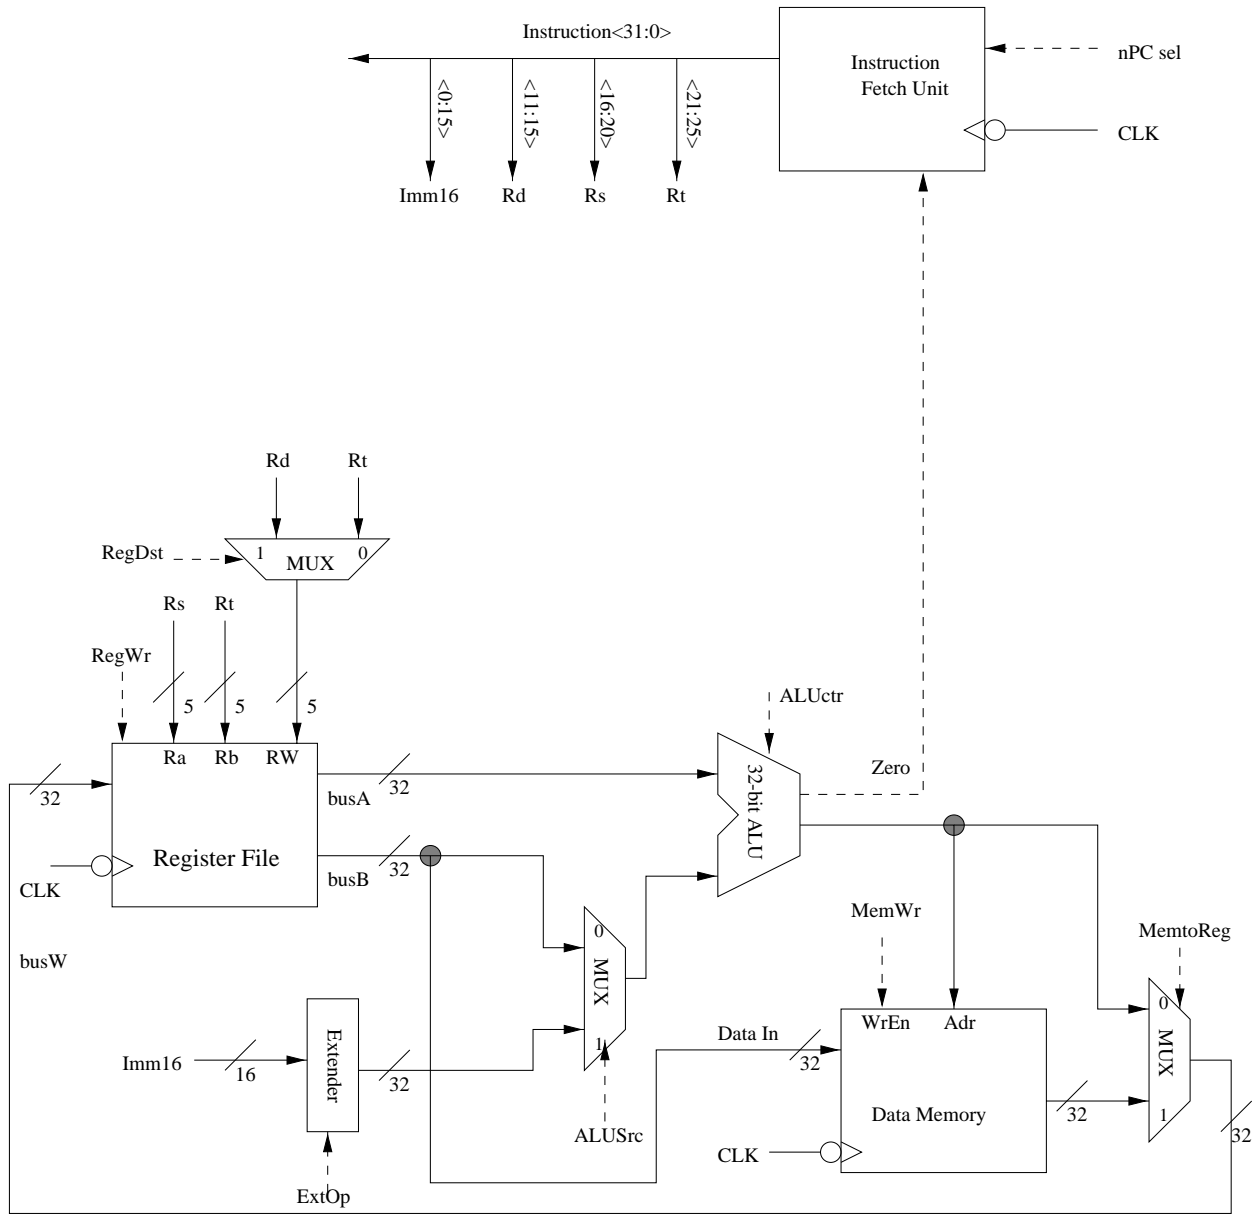 Instruction<31:0>
Instruction
Fetch Unit
nPC sel
CLK
<0:15>
<11:15>
<16:20>
<21:25>
Imm16
Rd
Rs
Rt
Rd
Rt
RegDst
1
MUX
0
Rs
Rt
RegWr
5
5
5
ALUctr
Ra
Rb
RW
32
busA
32
32-bit ALU
Zero
Register File
CLK
busB
32
busW
0
MUX
1
ALUSrc
MemWr
MemtoReg
WrEn
Adr
0
MUX
1
Data In
32
Imm16
16
Extender
32
Data Memory
32
32
CLK
ExtOp